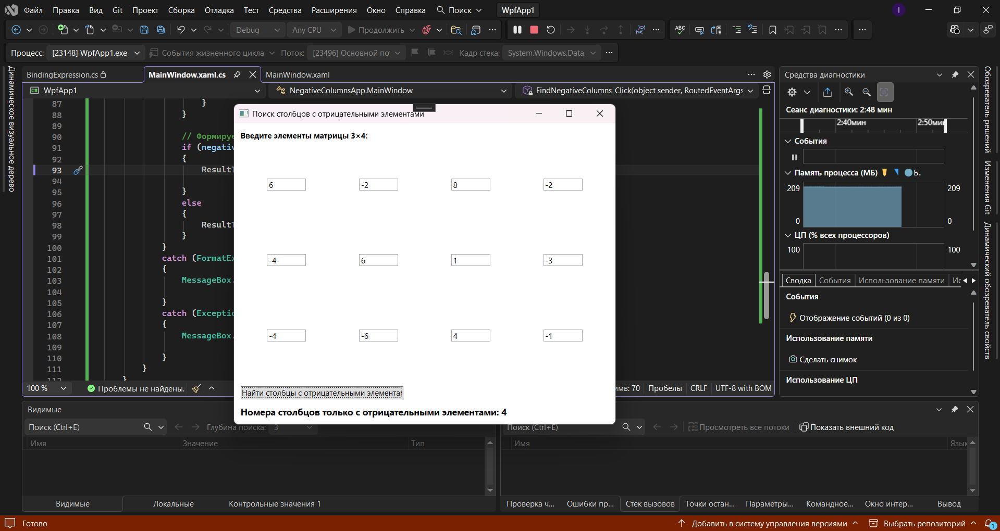 Файл Правка Вид Git Проект Сборка Отладка Тест Средства Расширения Окно Справка Поиск WpfApp1 I
Debug Any CPU Продолжить ABC
Процесс: [23148] WpfApp1.exe События жизненного цикла Поток: [23496] Основной по Кадр стека: System.Windows.Data.
Динамическое визуальное дерево
BindingExpression.cs MainWindow.xaml.cs MainWindow.xaml
WpfApp1 NegativeColumnsApp.MainWindow FindNegativeColumns_Click(object sender, RoutedEventArgs
87 }
88 }
89
90 // Формируе
91 if (negativ
92 {
93 ResultT
94
95 }
96 else
97 {
98 ResultT
99 }
100 }
101 catch (FormatEx
102 {
103 MessageBox.
104
105 }
106 catch (Exceptio
107 {
108 MessageBox.
109
110 }
111 }
112 }
100 % Проблемы не найдены. имв: 70 Пробелы CRLF UTF-8 with BOM
Поиск столбцов с отрицательными элементами
Введите элементы матрицы 3×4:
6 -2 8 -2
-4 6 1 -3
-4 -6 4 -1
Найти столбцы с отрицательными элемента
Номера столбцов только с отрицательными элементами: 4
Средства диагностики
Сеанс диагностики: 2:48 мин
2:40мин 2:50мин
События
Память процесса (МБ) Б..
209 209
0 0
ЦП (% всех процессоров)
100 100
Сводка События Использование памяти Ис
События
Отображение событий (0 из 0)
Использование памяти
Сделать снимок
Использование ЦП
Обозреватель решений
Изменения Git
Динамический обозреватель свойств
Видимые
Поиск (Ctrl+E) Глубина поиска: 3
Имя Значение Тип
Видимые Локальные Контрольные значения 1
Поиск (Ctrl+E) Просмотреть все потоки Показать внешний код
Имя Язык
Проверка ч... Ошибки пр... Стек вызовов Точки остан... Параметры... Командное... Окно интер... Вывод
Готово Добавить в систему управления версиями Выбрать репозиторий 1